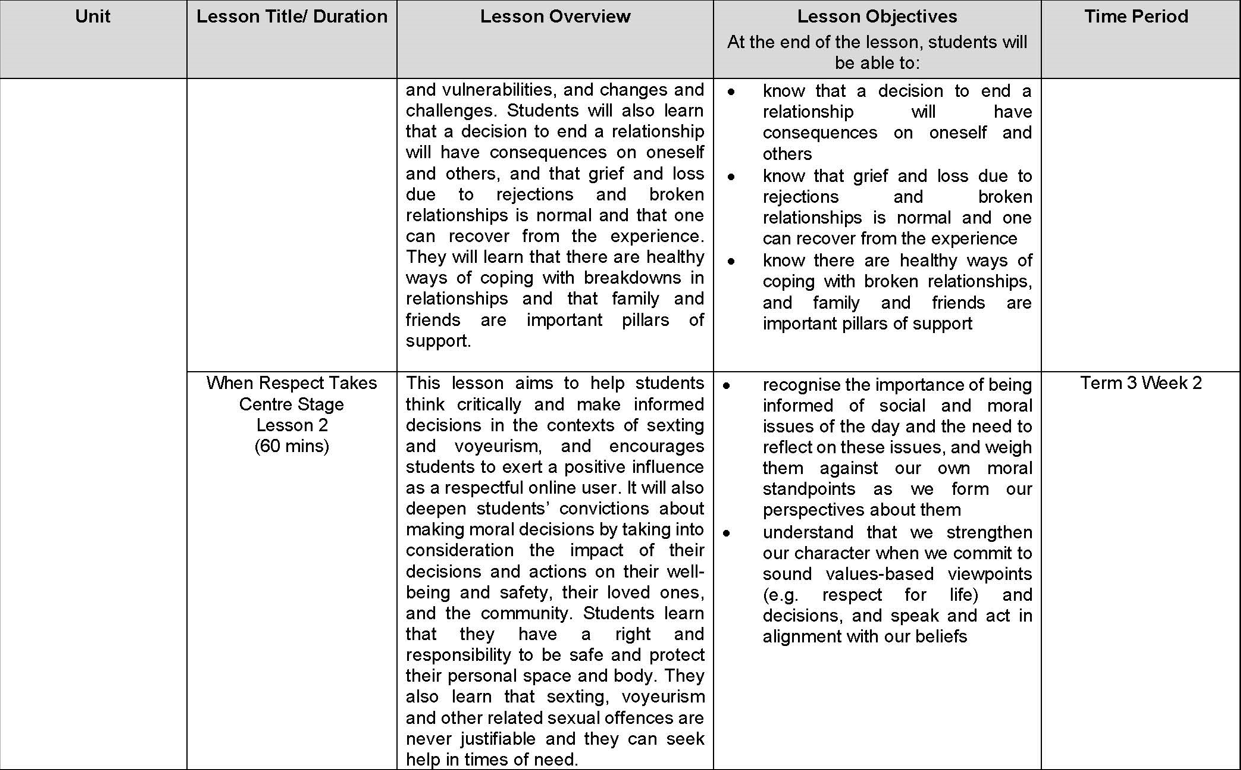 Unit
Lesson Title/ Duration
Lesson Overview
Lesson Objectives
At the end of the lesson, students will
be able to:
Time Period
and vulnerabilities, and changes and
challenges. Students will also learn
that a decision to end a relationship
will have consequences on oneself
and others, and that grief and loss
due to rejections and broken
relationships is normal and that one
can recover from the experience.
They will learn that there are healthy
ways of coping with breakdowns in
relationships and that family and
friends are important pillars of
support.
• know that a decision to end a
relationship will have
consequences on oneself and
others
• know that grief and loss due to
rejections and broken
relationships is normal and one
can recover from the experience
• know there are healthy ways of
coping with broken relationships,
and family and friends are
important pillars of support
When Respect Takes
Centre Stage
Lesson 2
(60 mins)
This lesson aims to help students
think critically and make informed
decisions in the contexts of sexting
and voyeurism, and encourages
students to exert a positive influence
as a respectful online user. It will also
deepen students’ convictions about
making moral decisions by taking into
consideration the impact of their
decisions and actions on their well-
being and safety, their loved ones,
and the community. Students learn
that they have a right and
responsibility to be safe and protect
their personal space and body. They
also learn that sexting, voyeurism
and other related sexual offences are
never justifiable and they can seek
help in times of need.
• recognise the importance of being
informed of social and moral
issues of the day and the need to
reflect on these issues, and weigh
them against our own moral
standpoints as we form our
perspectives about them
• understand that we strengthen
our character when we commit to
sound values-based viewpoints
(e.g. respect for life) and
decisions, and speak and act in
alignment with our beliefs
Term 3 Week 2